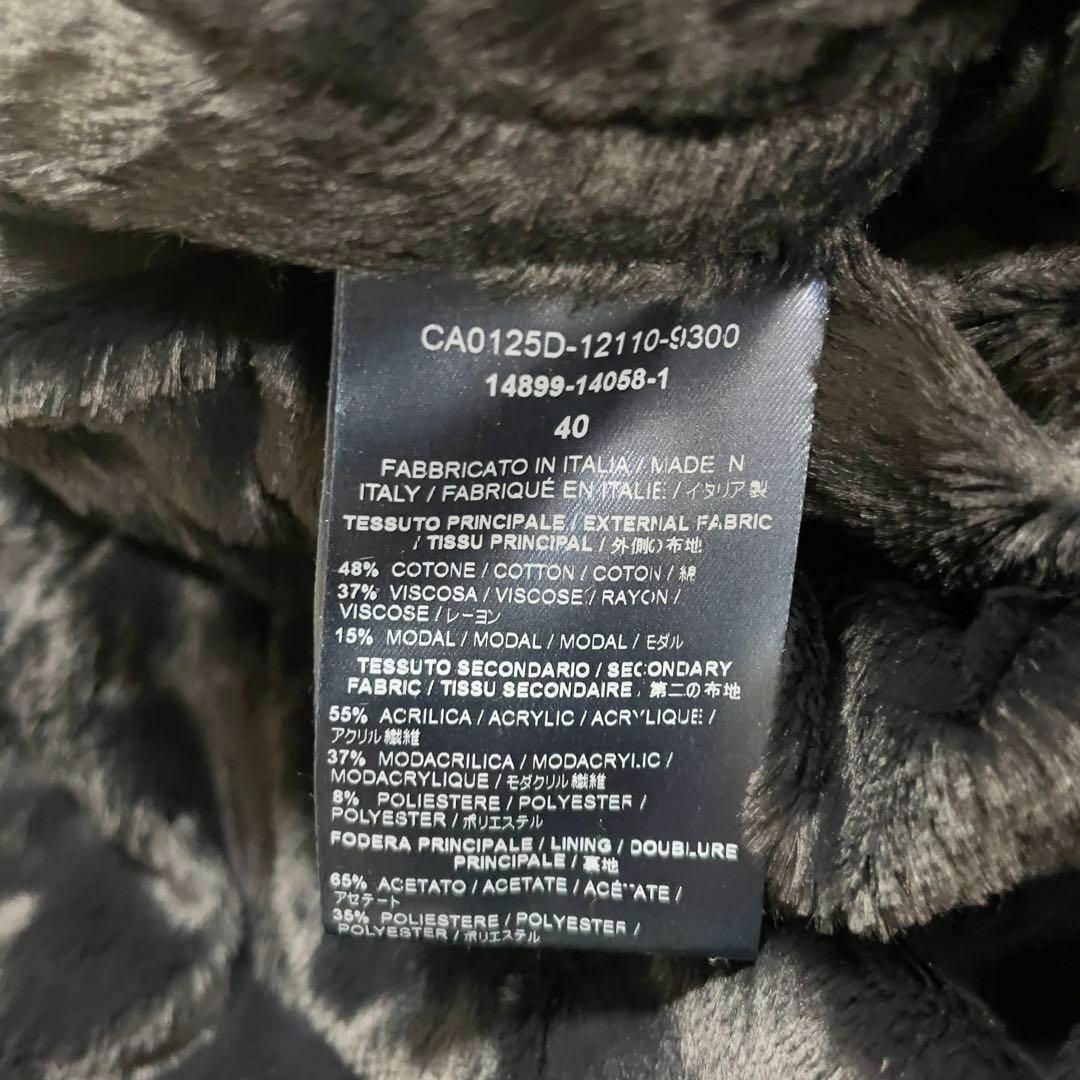 CA0125D-12110-9300
14899-14058-1
40
FABBRICATO IN ITALIA / MADE IN
ITALY / FABRIQUÉ EN ITALIE / イタリア製
TESSUTO PRINCIPALE / EXTERNAL FABRIC
/ TISSU PRINCIPAL / 外側の布地
48% COTONE / COTTON / COTON / 綿
37% VISCOSA / VISCOSE / RAYON /
VISCOSE / レーヨン
15% MODAL / MODAL / MODAL / モダル
TESSUTO SECONDARIO / SECONDARY
FABRIC / TISSU SECONDAIRE / 第二の布地
55% ACRILICA / ACRYLIC / ACRYLIQUE /
アクリル繊維
37% MODACRILICA / MODACRYLIC /
MODACRYLIQUE / モダクリル繊維
8% POLIESTERE / POLYESTER /
POLYESTER / ポリエステル
FODERA PRINCIPALE / LINING / DOUBLURE
PRINCIPALE / 裏地
65% ACETATO / ACETATE / ACETATE /
アセテート
35% POLIESTERE / POLYESTER /
POLYESTER / ポリエステル